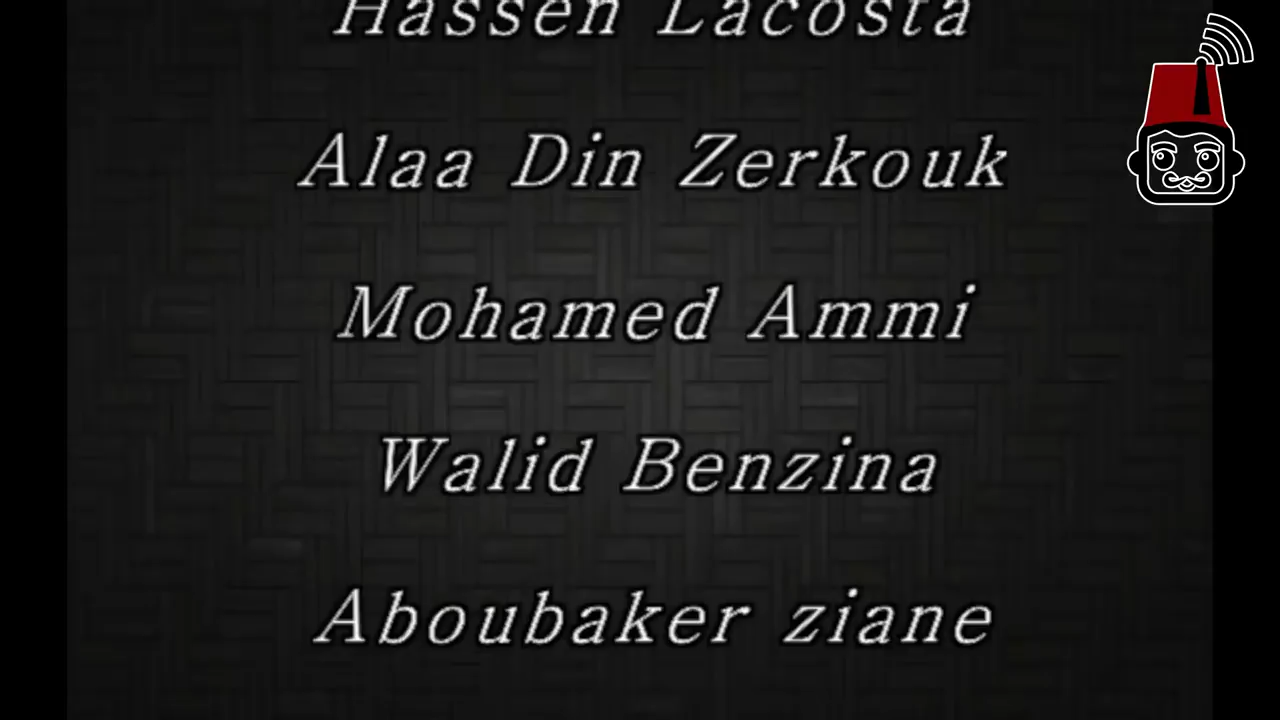 Hassen Lacosta
Alaa Din Zerkouk
Mohamed Ammi
Walid Benzina
Aboubaker ziane